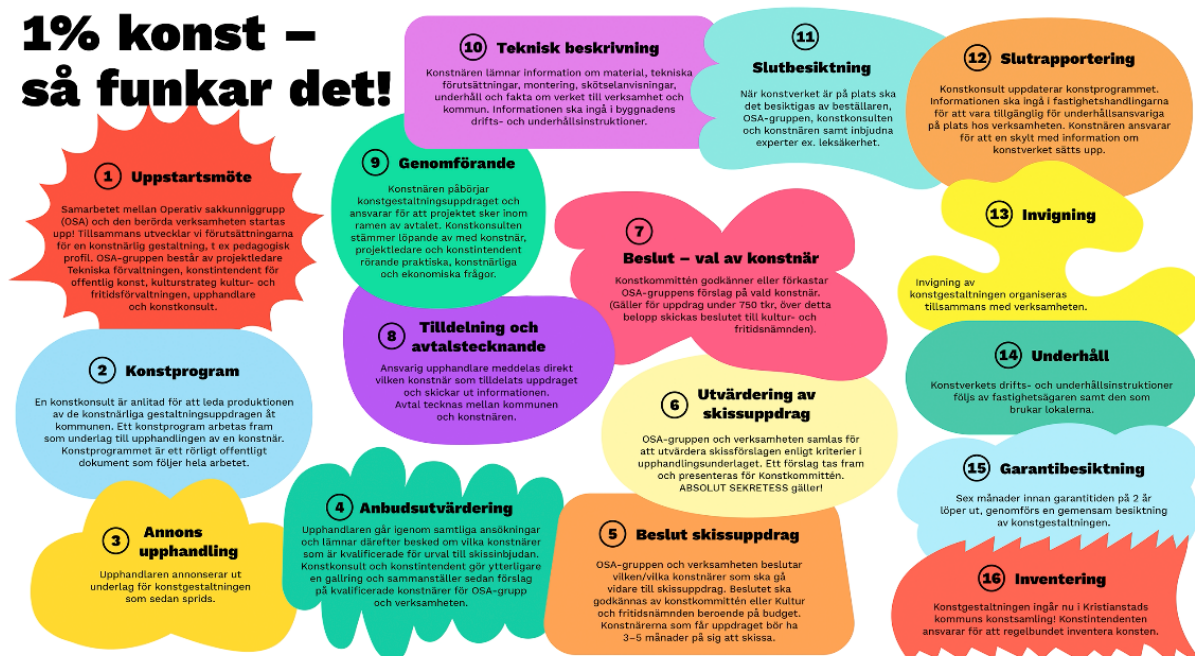 1% konst –
så funkar det!
1 Uppstartsmöte
Samarbetet mellan Operativ sakkunniggrupp
(OSA) och den berörda verksamheten startas
upp! Tillsammans utvecklar vi förutsättningarna
för en konstnärlig gestaltning, t ex pedagogisk
profil. OSA-gruppen består av projektledare
Tekniska förvaltningen, konstintendent för
offentlig konst, kulturstrateg kultur- och
fritidsförvaltningen, upphandlare
och konstkonsult.
2 Konstprogram
En konstkonsult är anlitad för att leda produktionen
av de konstnärliga gestaltningsuppdragen åt
kommunen. Ett konstprogram arbetas fram
som underlag till upphandlingen av en konstnär.
Konstprogrammet är ett rörligt offentligt
dokument som följer hela arbetet.
3 Annons
upphandling
Upphandlaren annonserar ut
underlag för konstgestaltningen
som sedan sprids.
4 Anbudsutvärdering
Upphandlaren går igenom samtliga ansökningar
och lämnar därefter besked om vilka konstnärer
som är kvalificerade för urval till skissinbjudan.
Konstkonsult och konstintendent gör ytterligare
en gallring och sammanställer sedan förslag
på kvalificerade konstnärer för OSA-grupp
och verksamheten.
5 Beslut skissuppdrag
OSA-gruppen och verksamheten beslutar
vilken/vilka konstnärer som ska gå
vidare till skissuppdrag. Beslutet ska
godkännas av konstkommittén eller Kultur
och fritidsnämnden beroende på budget.
Konstnärerna som får uppdraget bör ha
3–5 månader på sig att skissa.
6 Utvärdering av
skissuppdrag
OSA-gruppen och verksamheten samlas för
att utvärdera skissförslagen enligt kriterier i
upphandlingsunderlaget. Ett förslag tas fram
och presenteras för Konstkommittén.
ABSOLUT SEKRETESS gäller!
7
Beslut – val av konstnär
Konstkommittén godkänner eller förkastar
OSA-gruppens förslag på vald konstnär.
(Gäller för uppdrag under 750 tkr, över detta
belopp skickas beslutet till kultur- och
fritidsnämnden).
8 Tilldelning och
avtalstecknande
Ansvarig upphandlare meddelas direkt
vilken konstnär som tilldelats uppdraget
och skickar ut informationen.
Avtal tecknas mellan kommunen
och konstnären.
9 Genomförande
Konstnären påbörjar
konstgestaltningsuppdraget och
ansvarar för att projektet sker inom
ramen av avtalet. Konstkonsulten
stämmer löpande av med konstnär,
projektledare och konstintendent
rörande praktiska, konstnärliga
och ekonomiska frågor.
10 Teknisk beskrivning
Konstnären lämnar information om material, tekniska
förutsättningar, montering, skötselanvisningar,
underhåll och fakta om verket till verksamhet och
kommun. Informationen ska ingå i byggnadens
drifts- och underhållsinstruktioner.
11
Slutbesiktning
När konstverket är på plats ska
det besiktigas av beställaren,
OSA-gruppen, konstkonsulten
och konstnären samt inbjudna
experter ex. leksäkerhet.
12 Slutrapportering
Konstkonsult uppdaterar konstprogrammet.
Informationen ska ingå i fastighetshandlingarna
för att vara tillgänglig för underhållsansvariga
på plats hos verksamheten. Konstnären ansvarar
för att en skylt med information om
konstverket sätts upp.
13 Invigning
Invigning av
konstgestaltningen organiseras
tillsammans med verksamheten.
14 Underhåll
Konstverkets drifts- och underhållsinstruktioner
följs av fastighetsägaren samt den som
brukar lokalerna.
15 Garantibesiktning
Sex månader innan garantitiden på 2 år
löper ut, genomförs en gemensam besiktning
av konstgestaltningen.
16 Inventering
Konstgestaltningen ingår nu i Kristianstads
kommuns konstsamling! Konstintendenten
ansvarar för att regelbundet inventera konsten.